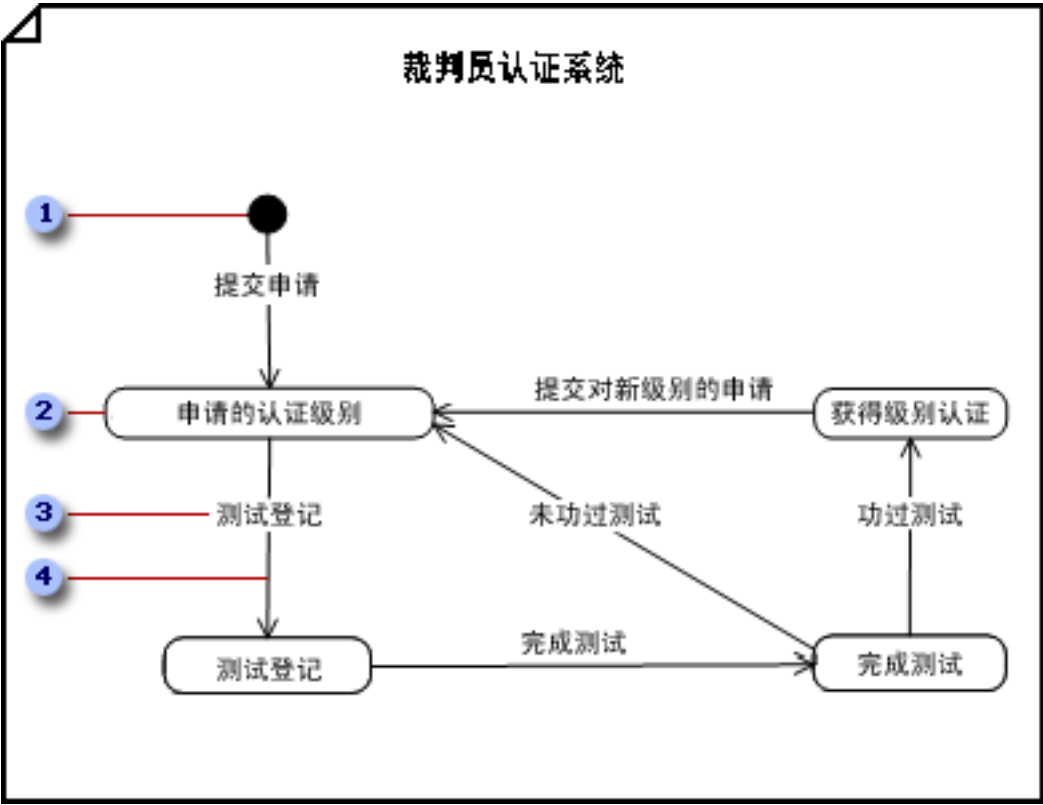 裁判员认证系统
1
提交申请
提交对新级别的申请
2
申请的认证级别
获得级别认证
3
测试登记
未功过测试
功过测试
4
完成测试
测试登记
完成测试